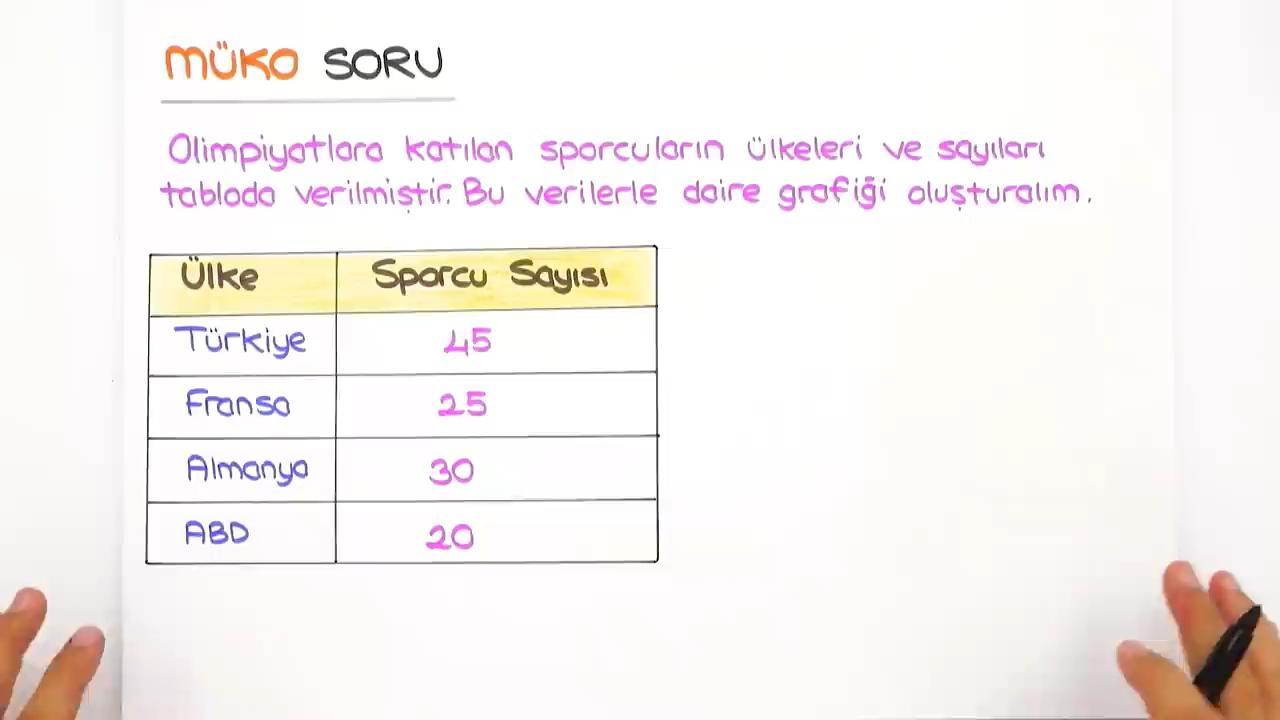 MÜKO SORU
Olimpiyatlara katılan sporcuların ülkeleri ve sayıları
tabloda verilmiştir. Bu verilerle daire grafiği oluşturalım.
Ülke Sporcu Sayısı
Türkiye 45
Fransa 25
Almanya 30
ABD 20